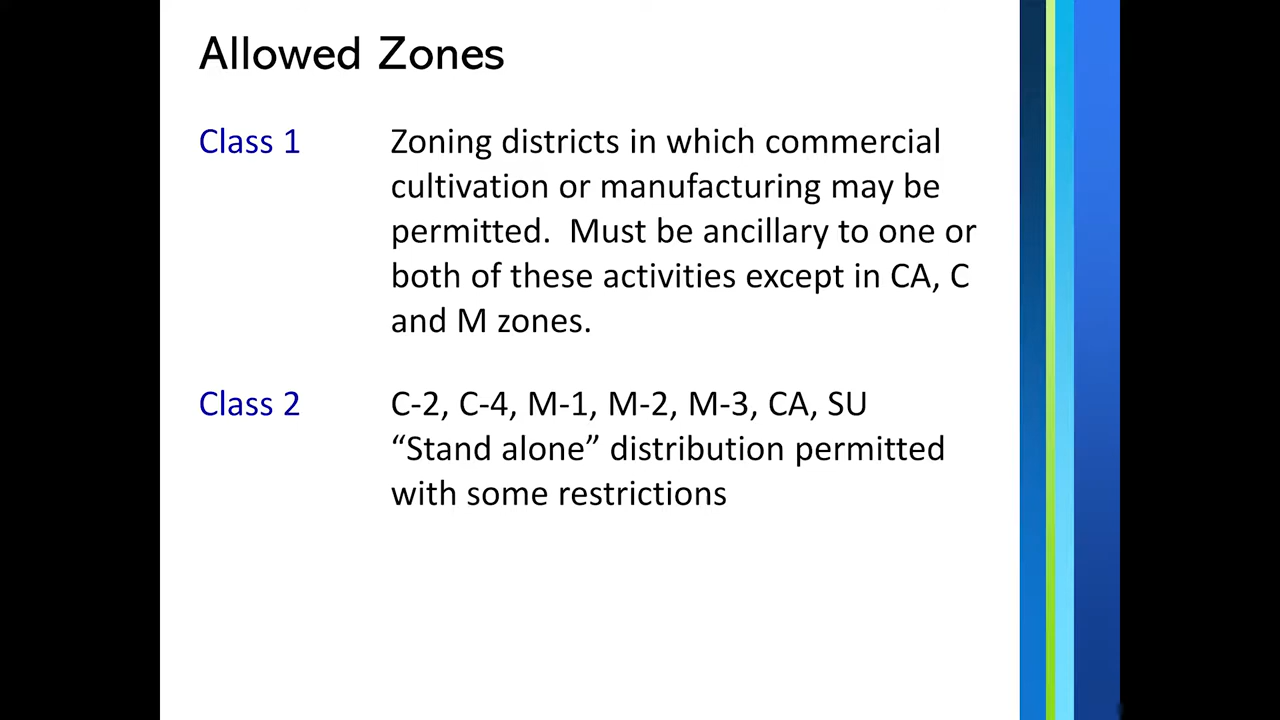 Allowed Zones
Class 1 Zoning districts in which commercial
cultivation or manufacturing may be
permitted.  Must be ancillary to one or
both of these activities except in CA, C
and M zones.
Class 2 C-2, C-4, M-1, M-2, M-3, CA, SU
“Stand alone” distribution permitted
with some restrictions